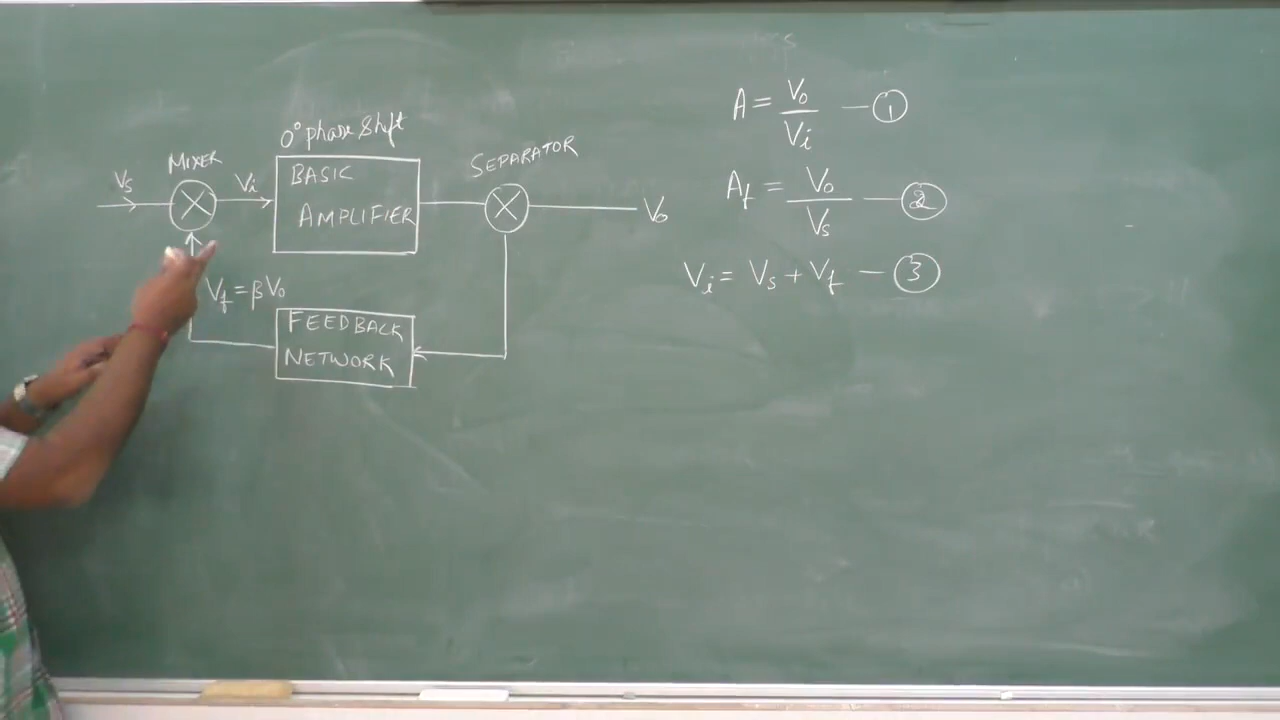 0° phase shift
MIXER
SEPARATOR
Vs
Vi
BASIC
AMPLIFIER
Vo
Vf = βVo
FEEDBACK
NETWORK
A = Vo/Vi — ①
Af = Vo/Vs — ②
Vi = Vs + Vf — ③